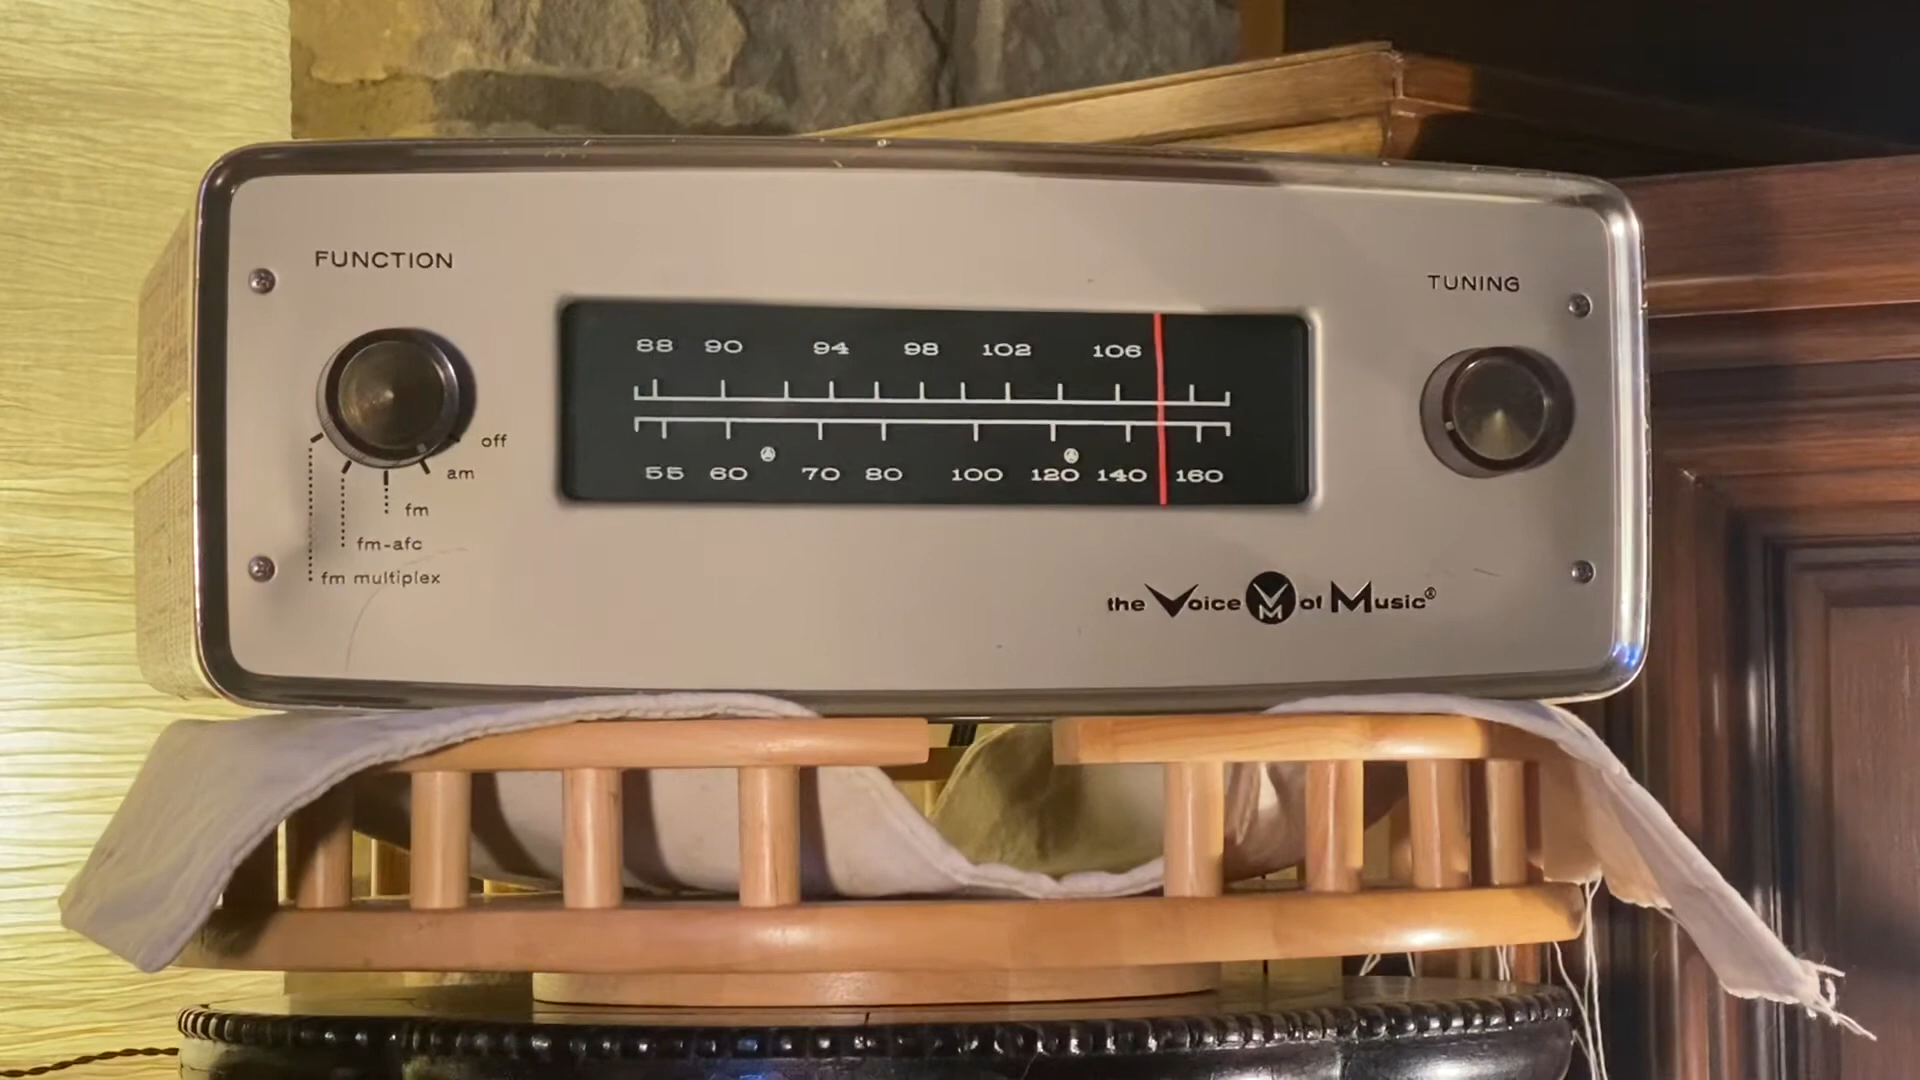 FUNCTION
TUNING
88 90 94 98 102 106
off
am
55 60 70 80 100 120 140 160
fm
fm-afc
fm multiplex
the Voice VM of Music®